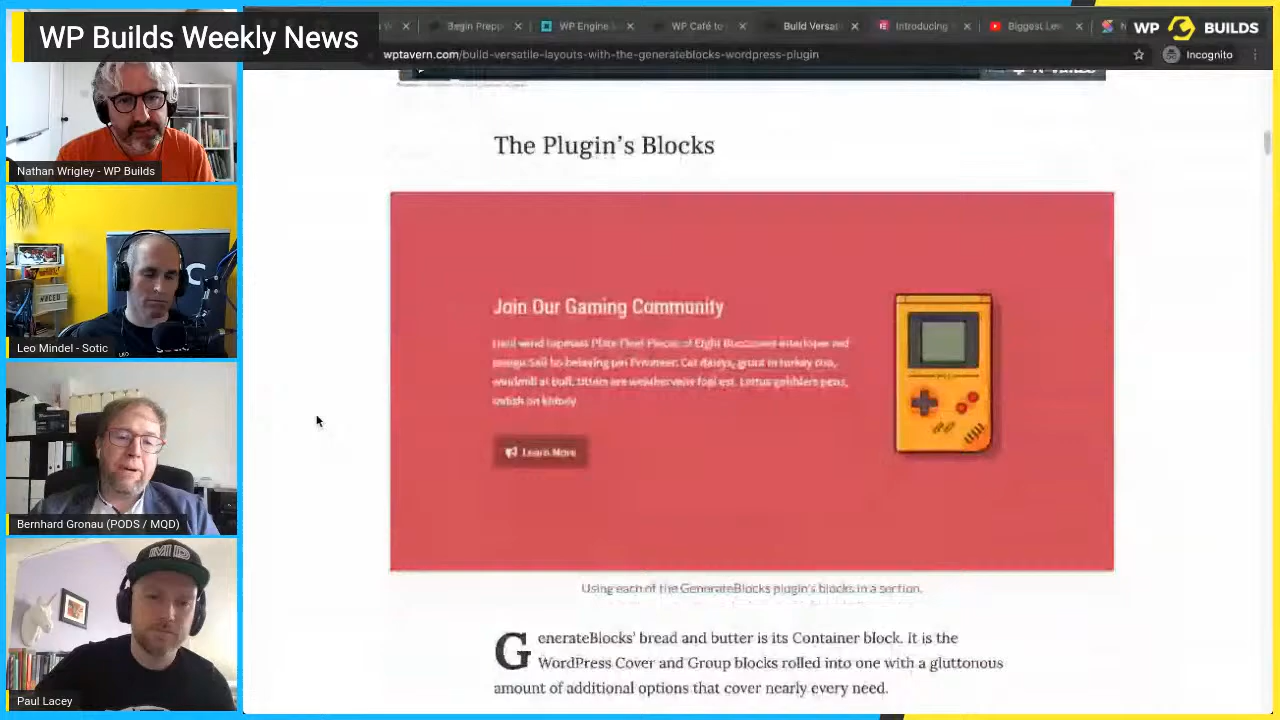 WP Builds Weekly News
Begin Prepp
WP Engine
WP Café to
Build Versat
Introducing
Biggest Le
WP BUILDS
wptavern.com/build-versatile-layouts-with-the-generateblocks-wordpress-plugin
Incognito
Nathan Wrigley - WP Builds
Leo Mindel - Sotic
Bernhard Gronau (PODS / MQD)
Paul Lacey
The Plugin's Blocks
Join Our Gaming Community
Learn More
Using each of the GenerateBlocks plugin's blocks in a section.
GenerateBlocks' bread and butter is its Container block. It is the
WordPress Cover and Group blocks rolled into one with a gluttonous
amount of additional options that cover nearly every need.